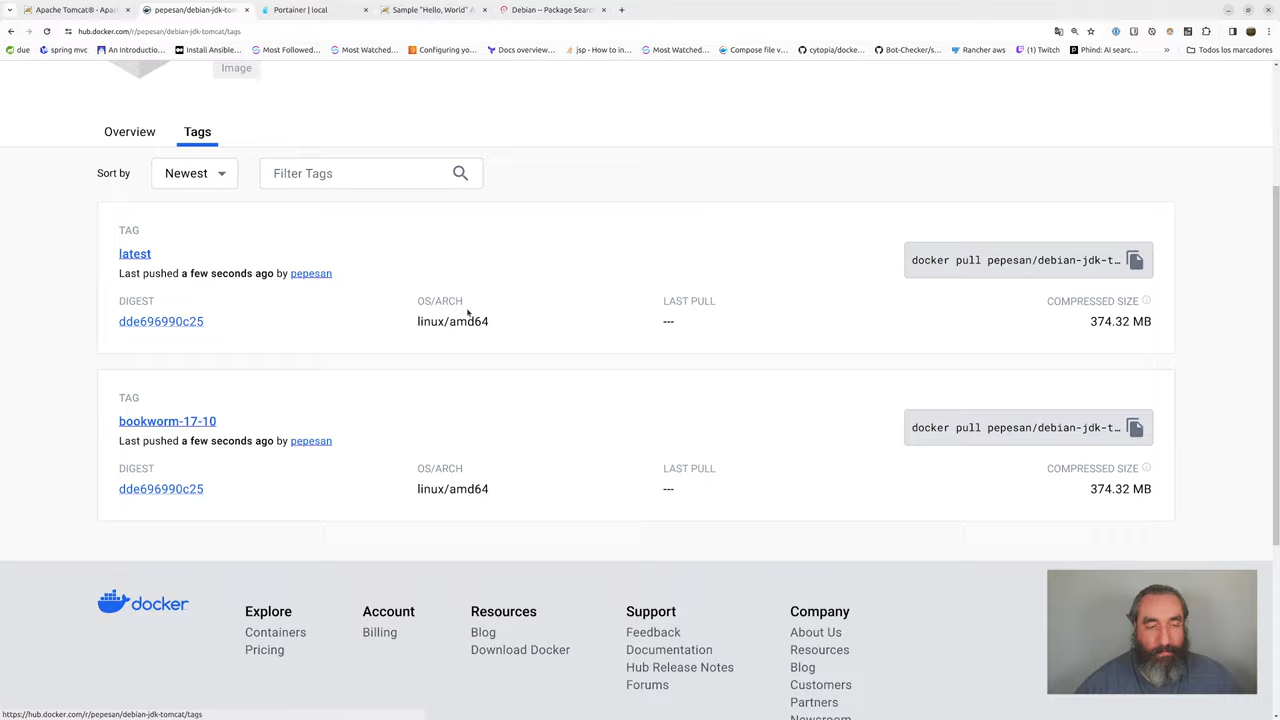 Apache Tomcat® - Apac
pepesan/debian-jdk-tom
Portainer | local
Sample "Hello, World" A
Debian -- Package Searc
hub.docker.com/r/pepesan/debian-jdk-tomcat/tags
due
spring mvc
An Introductio...
Install Ansible...
Most Followed...
Most Watched...
Configuring yo...
Docs overview...
jsp - How to in...
Most Watched...
Compose file v...
cytopia/docke...
Bot-Checker/s...
Rancher aws
(1) Twitch
Phind: AI searc...
»
Todos los marcadores
Image
Overview
Tags
Sort by
Newest
Filter Tags
TAG
latest
Last pushed a few seconds ago by pepesan
docker pull pepesan/debian-jdk-t...
DIGEST
OS/ARCH
LAST PULL
COMPRESSED SIZE
dde696990c25
linux/amd64
---
374.32 MB
TAG
bookworm-17-10
Last pushed a few seconds ago by pepesan
docker pull pepesan/debian-jdk-t...
DIGEST
OS/ARCH
LAST PULL
COMPRESSED SIZE
dde696990c25
linux/amd64
---
374.32 MB
docker
Explore
Containers
Pricing
Account
Billing
Resources
Blog
Download Docker
Support
Feedback
Documentation
Hub Release Notes
Forums
Company
About Us
Resources
Blog
Customers
Partners
Newsroom
https://hub.docker.com/r/pepesan/debian-jdk-tomcat/tags